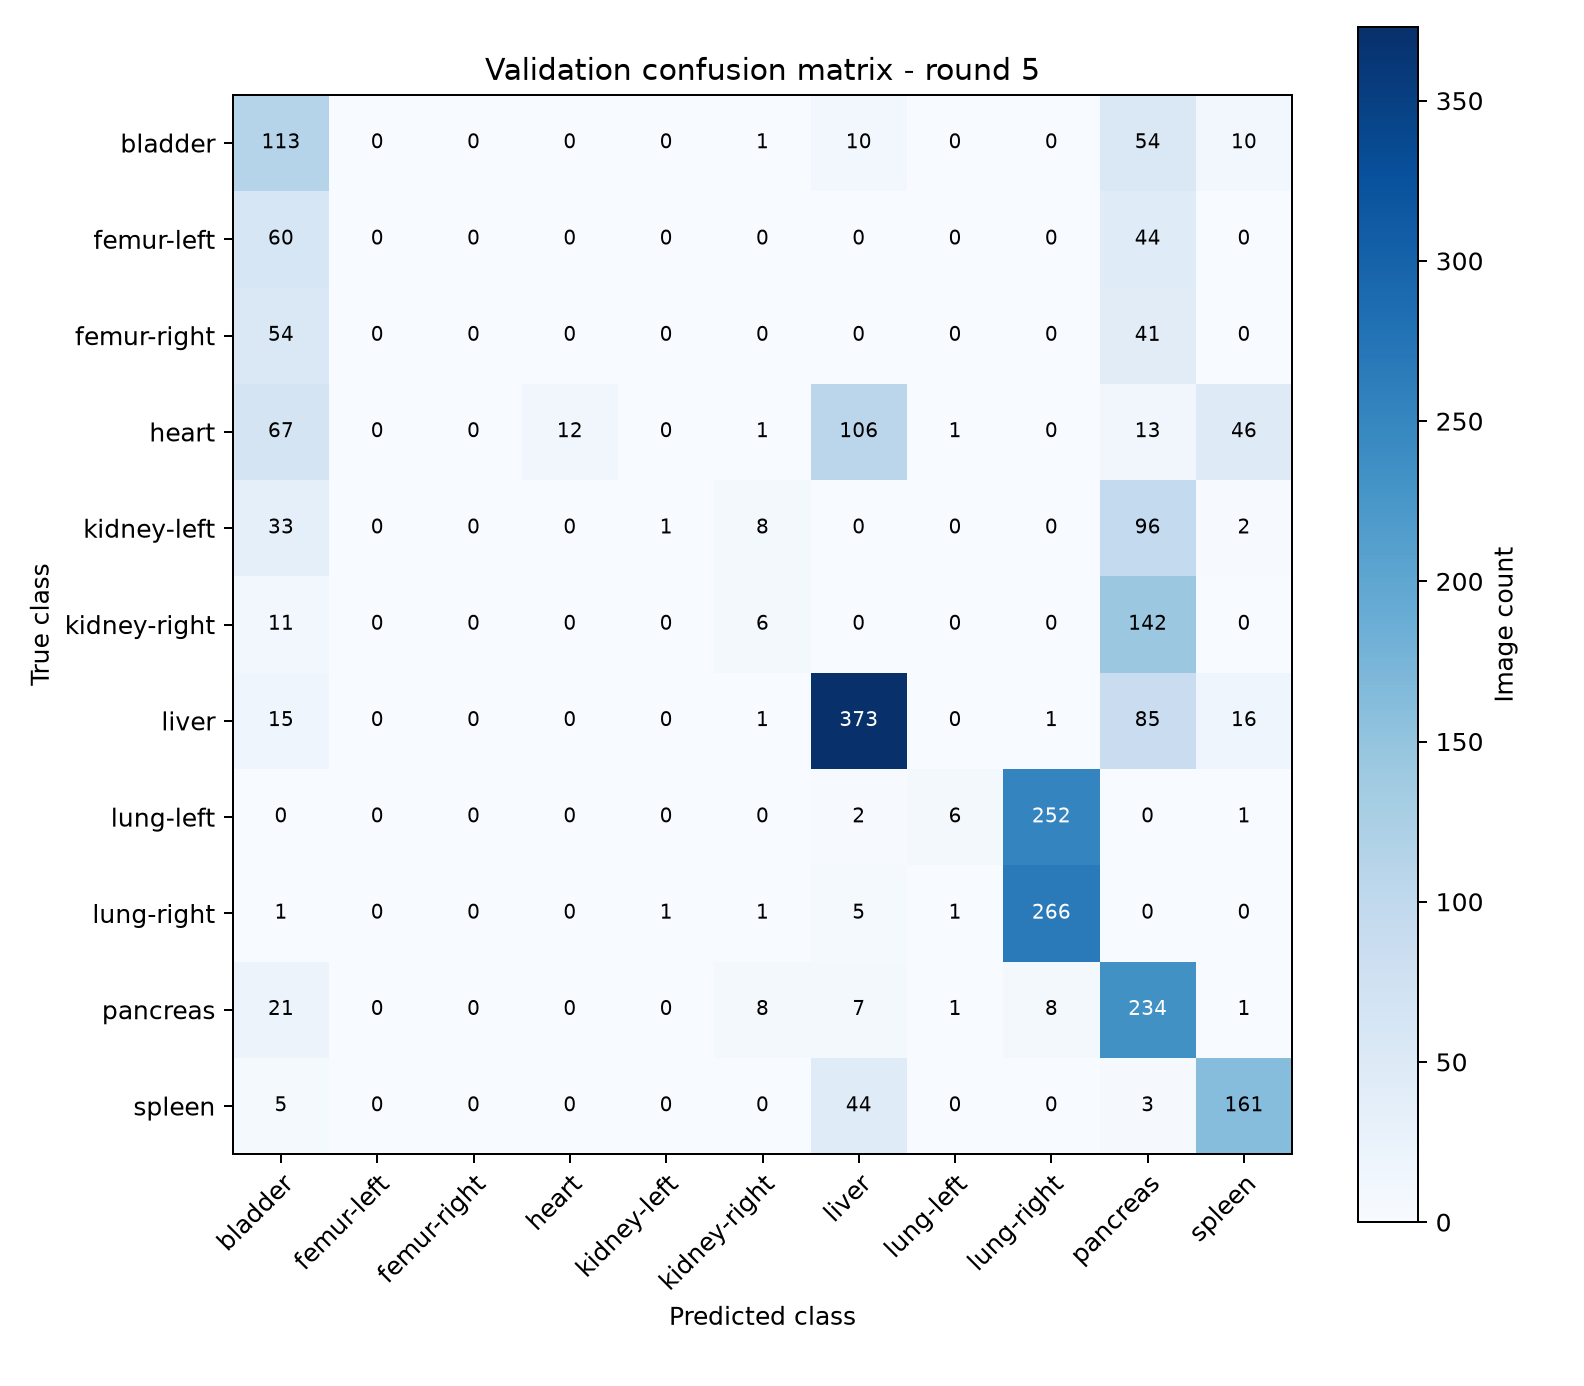 Validation confusion matrix - round 5
bladder 113 0 0 0 0 1 10 0 0 54 10
femur-left 60 0 0 0 0 0 0 0 0 44 0
femur-right 54 0 0 0 0 0 0 0 0 41 0
heart 67 0 0 12 0 1 106 1 0 13 46
kidney-left 33 0 0 0 1 8 0 0 0 96 2
kidney-right 11 0 0 0 0 6 0 0 0 142 0
liver 15 0 0 0 0 1 373 0 1 85 16
lung-left 0 0 0 0 0 0 2 6 252 0 1
lung-right 1 0 0 0 1 1 5 1 266 0 0
pancreas 21 0 0 0 0 8 7 1 8 234 1
spleen 5 0 0 0 0 0 44 0 0 3 161
bladder femur-left femur-right heart kidney-left kidney-right liver lung-left lung-right pancreas spleen
Predicted class
True class
350
300
250
200
150
100
50
0
Image count